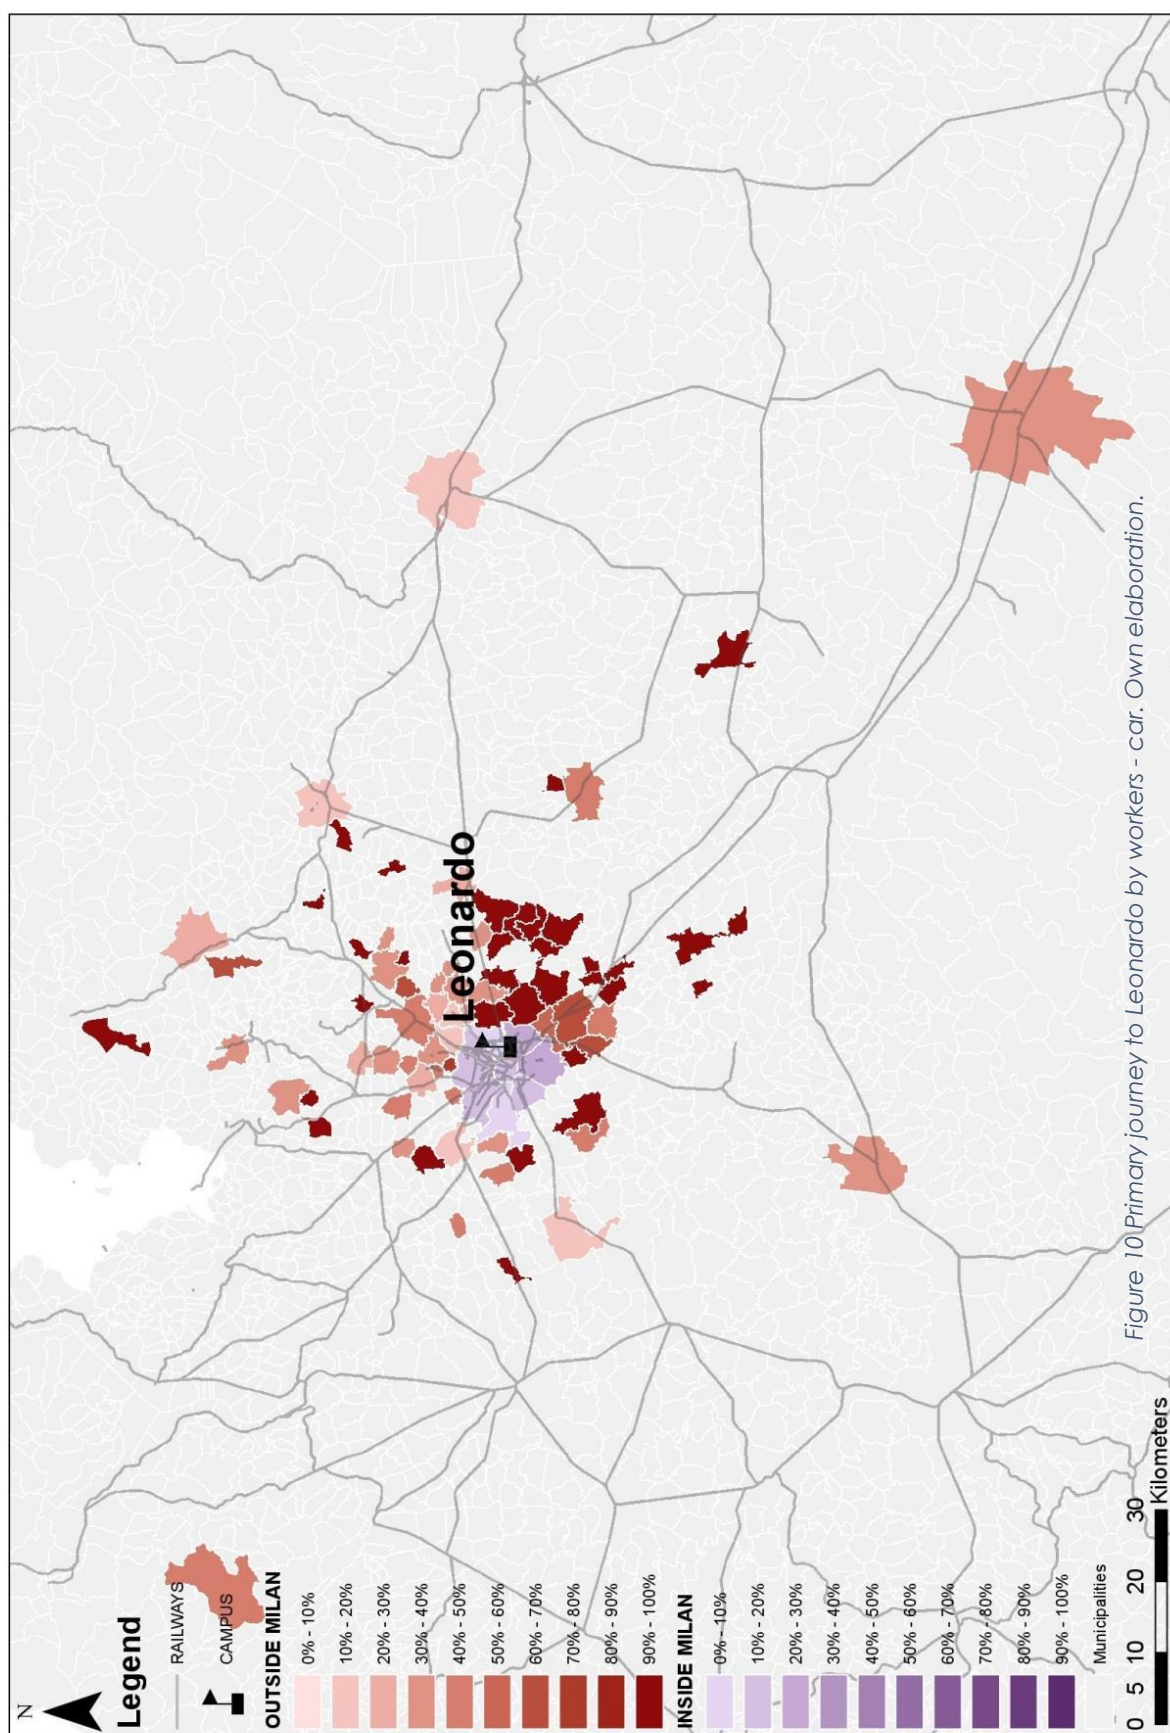 N
Legend
RAILWAYS
CAMPUS
OUTSIDE MILAN
0% - 10%
10% - 20%
20% - 30%
30% - 40%
40% - 50%
50% - 60%
60% - 70%
70% - 80%
80% - 90%
90% - 100%
INSIDE MILAN
0% - 10%
10% - 20%
20% - 30%
30% - 40%
40% - 50%
50% - 60%
60% - 70%
70% - 80%
80% - 90%
90% - 100%
Municipalities
0 5 10 20 30
Kilometers
Leonardo
Figure 10 Primary journey to Leonardo by workers - car. Own elaboration.